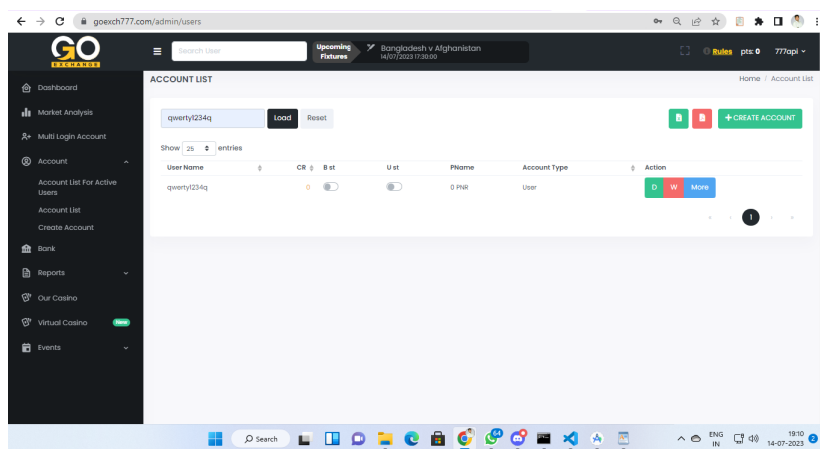 goexch777.com/admin/users
GO
EXCHANGE
Search User
Upcoming
Fixtures
Bangladesh v Afghanistan
14/07/2023 17:30:00
Rules pts: 0 777api
ACCOUNT LIST
Home / Account List
Dashboard
Market Analysis
Multi Login Account
Account
Account List For Active
Users
Account List
Create Account
Bank
Reports
Our Casino
Virtual Casino New
Events
qwerty1234q Load Reset
+CREATE ACCOUNT
Show 25 entries
User Name CR B st U st PName Account Type Action
qwerty1234q 0 0 PNR User D W More
« ‹ 1 › »
Search
64
ENG
IN
19:10
14-07-2023
2